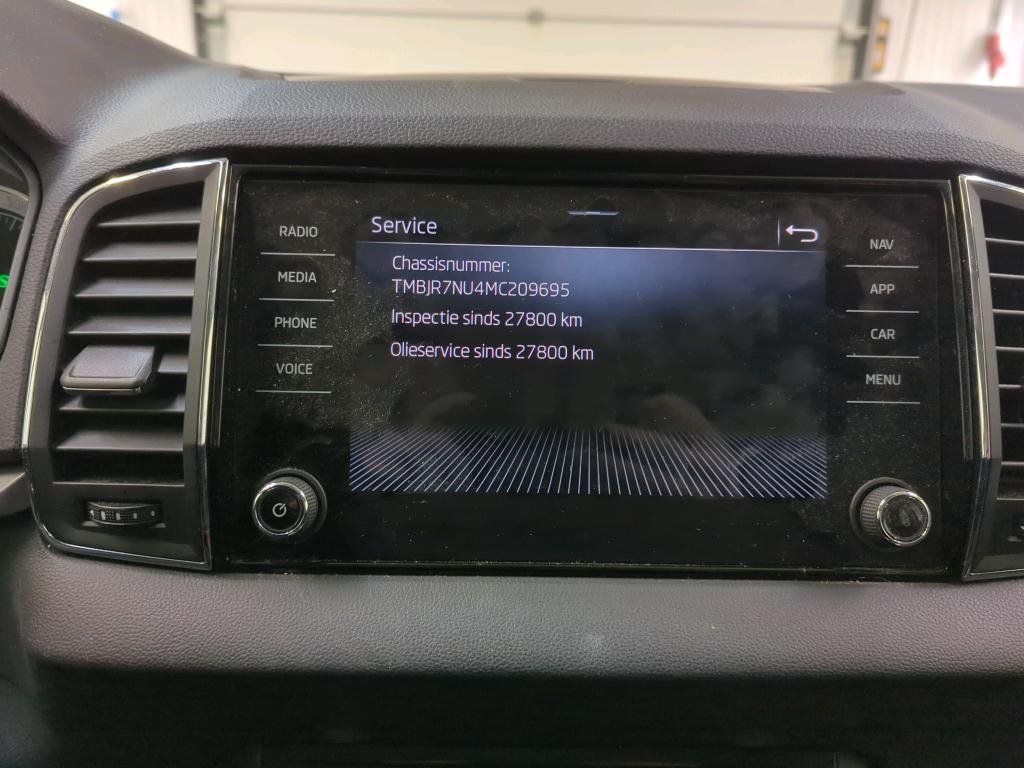 Service
Chassisnummer:
TMBJR7NU4MC209695
Inspectie sinds 27800 km
Olieservice sinds 27800 km
RADIO
MEDIA
PHONE
VOICE
NAV
APP
CAR
MENU